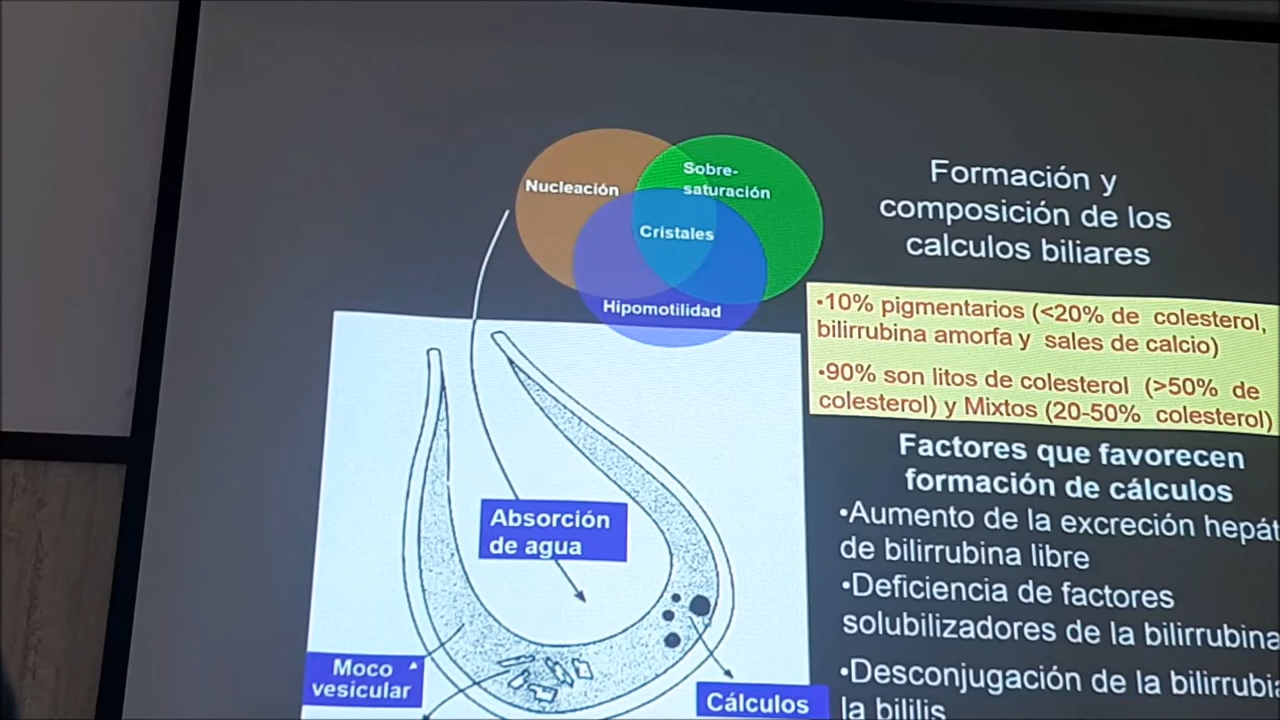 Nucleación
Sobre-
saturación
Cristales
Hipomotilidad
Absorción
de agua
Moco
vesicular
Cálculos
Formación y
composición de los
calculos biliares
•10% pigmentarios (<20% de colesterol,
bilirrubina amorfa y sales de calcio)
•90% son litos de colesterol (>50% de
colesterol) y Mixtos (20-50% colesterol)
Factores que favorecen
formación de cálculos
•Aumento de la excreción hepát
de bilirrubina libre
•Deficiencia de factores
solubilizadores de la bilirrubina
•Desconjugación de la bilirrubi
la bililis